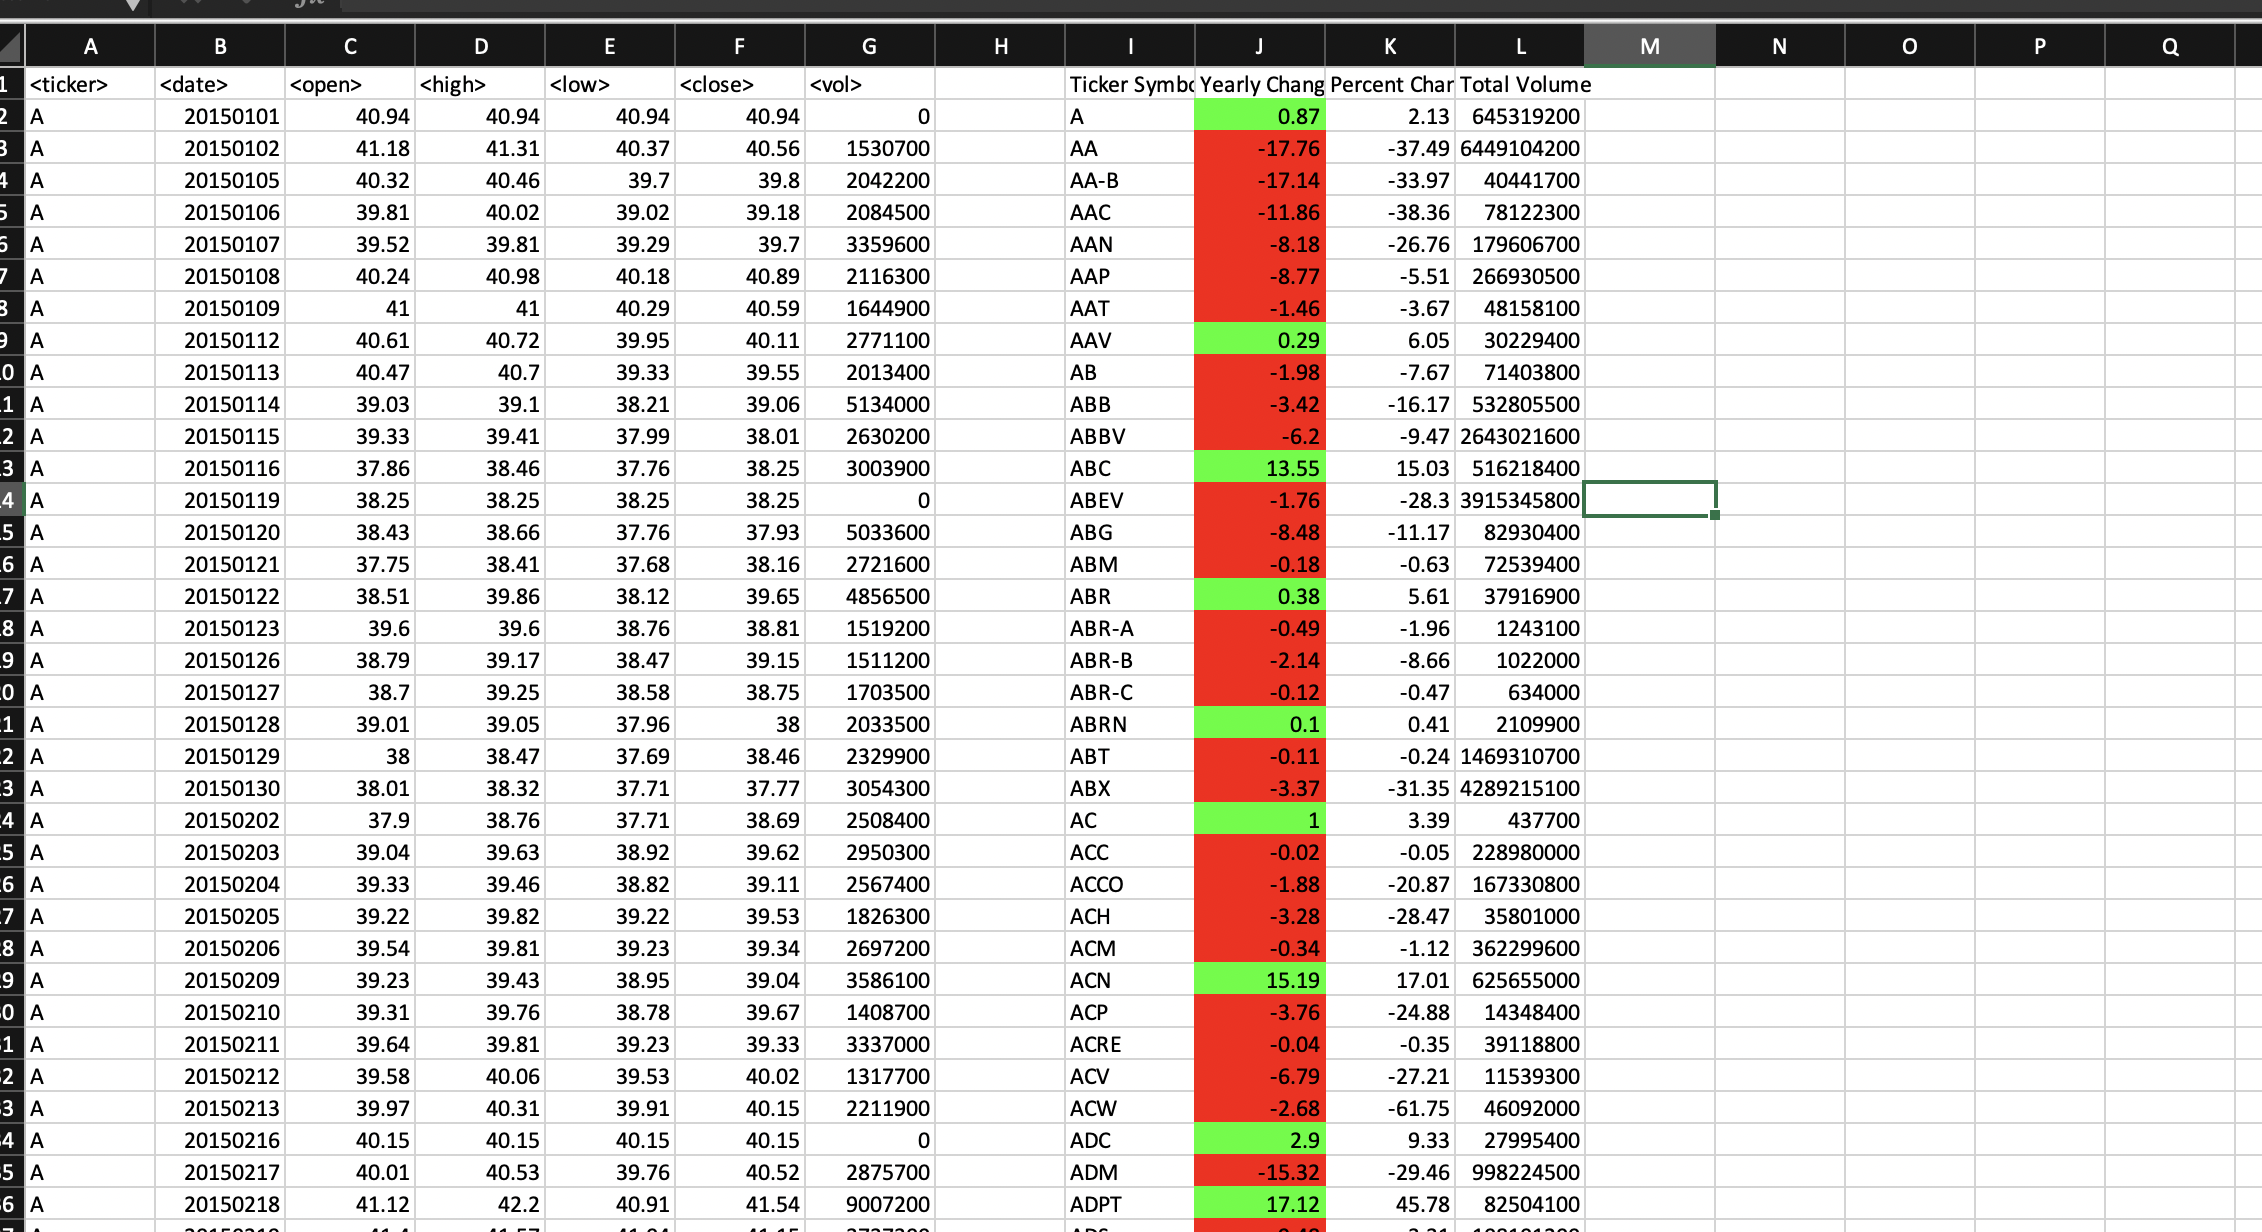 A B C D E F G H I J K L M N O P Q
1 <ticker> <date> <open> <high> <low> <close> <vol> Ticker Symbo Yearly Chang Percent Char Total Volume
2 A 20150101 40.94 40.94 40.94 40.94 0 A 0.87 2.13 645319200
3 A 20150102 41.18 41.31 40.37 40.56 1530700 AA -17.76 -37.49 6449104200
4 A 20150105 40.32 40.46 39.7 39.8 2042200 AA-B -17.14 -33.97 40441700
5 A 20150106 39.81 40.02 39.02 39.18 2084500 AAC -11.86 -38.36 78122300
6 A 20150107 39.52 39.81 39.29 39.7 3359600 AAN -8.18 -26.76 179606700
7 A 20150108 40.24 40.98 40.18 40.89 2116300 AAP -8.77 -5.51 266930500
8 A 20150109 41 41 40.29 40.59 1644900 AAT -1.46 -3.67 48158100
9 A 20150112 40.61 40.72 39.95 40.11 2771100 AAV 0.29 6.05 30229400
0 A 20150113 40.47 40.7 39.33 39.55 2013400 AB -1.98 -7.67 71403800
1 A 20150114 39.03 39.1 38.21 39.06 5134000 ABB -3.42 -16.17 532805500
2 A 20150115 39.33 39.41 37.99 38.01 2630200 ABBV -6.2 -9.47 2643021600
3 A 20150116 37.86 38.46 37.76 38.25 3003900 ABC 13.55 15.03 516218400
4 A 20150119 38.25 38.25 38.25 38.25 0 ABEV -1.76 -28.3 3915345800
5 A 20150120 38.43 38.66 37.76 37.93 5033600 ABG -8.48 -11.17 82930400
6 A 20150121 37.75 38.41 37.68 38.16 2721600 ABM -0.18 -0.63 72539400
7 A 20150122 38.51 39.86 38.12 39.65 4856500 ABR 0.38 5.61 37916900
8 A 20150123 39.6 39.6 38.76 38.81 1519200 ABR-A -0.49 -1.96 1243100
9 A 20150126 38.79 39.17 38.47 39.15 1511200 ABR-B -2.14 -8.66 1022000
0 A 20150127 38.7 39.25 38.58 38.75 1703500 ABR-C -0.12 -0.47 634000
1 A 20150128 39.01 39.05 37.96 38 2033500 ABRN 0.1 0.41 2109900
2 A 20150129 38 38.47 37.69 38.46 2329900 ABT -0.11 -0.24 1469310700
3 A 20150130 38.01 38.32 37.71 37.77 3054300 ABX -3.37 -31.35 4289215100
4 A 20150202 37.9 38.76 37.71 38.69 2508400 AC 1 3.39 437700
5 A 20150203 39.04 39.63 38.92 39.62 2950300 ACC -0.02 -0.05 228980000
6 A 20150204 39.33 39.46 38.82 39.11 2567400 ACCO -1.88 -20.87 167330800
7 A 20150205 39.22 39.82 39.22 39.53 1826300 ACH -3.28 -28.47 35801000
8 A 20150206 39.54 39.81 39.23 39.34 2697200 ACM -0.34 -1.12 362299600
9 A 20150209 39.23 39.43 38.95 39.04 3586100 ACN 15.19 17.01 625655000
0 A 20150210 39.31 39.76 38.78 39.67 1408700 ACP -3.76 -24.88 14348400
1 A 20150211 39.64 39.81 39.23 39.33 3337000 ACRE -0.04 -0.35 39118800
2 A 20150212 39.58 40.06 39.53 40.02 1317700 ACV -6.79 -27.21 11539300
3 A 20150213 39.97 40.31 39.91 40.15 2211900 ACW -2.68 -61.75 46092000
4 A 20150216 40.15 40.15 40.15 40.15 0 ADC 2.9 9.33 27995400
5 A 20150217 40.01 40.53 39.76 40.52 2875700 ADM -15.32 -29.46 998224500
6 A 20150218 41.12 42.2 40.91 41.54 9007200 ADPT 17.12 45.78 82504100